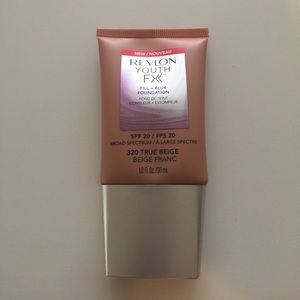 NEW / NOUVEAU
REVLON
YOUTH
FX
FILL + BLUR
FOUNDATION
FOND DE TEINT
COMBLEUR + ESTOMPEUR
SPF 20 / FPS 20
BROAD SPECTRUM / À LARGE SPECTRE
320 TRUE BEIGE
BEIGE FRANC
1.0 fl. Oz./30 mL